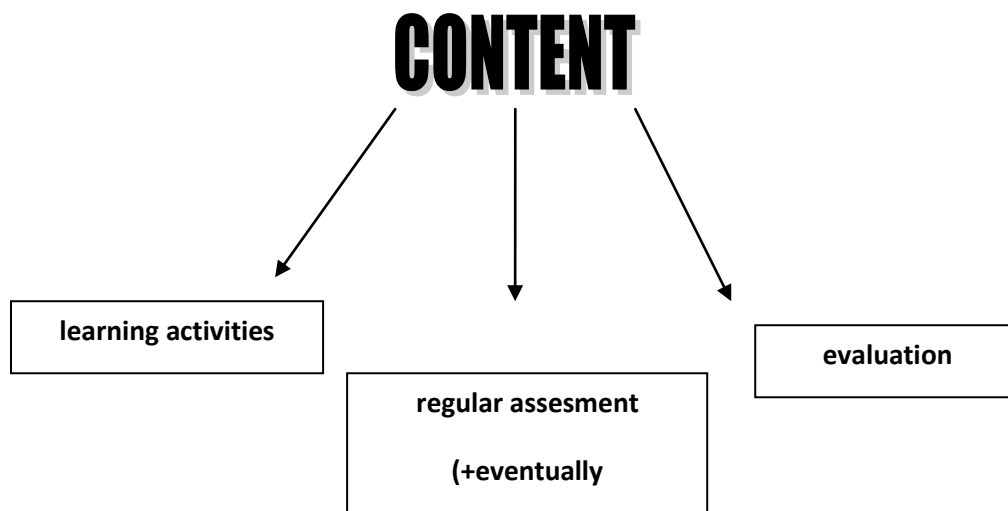 CONTENT
learning activities
evaluation
regular assesment
(+eventually